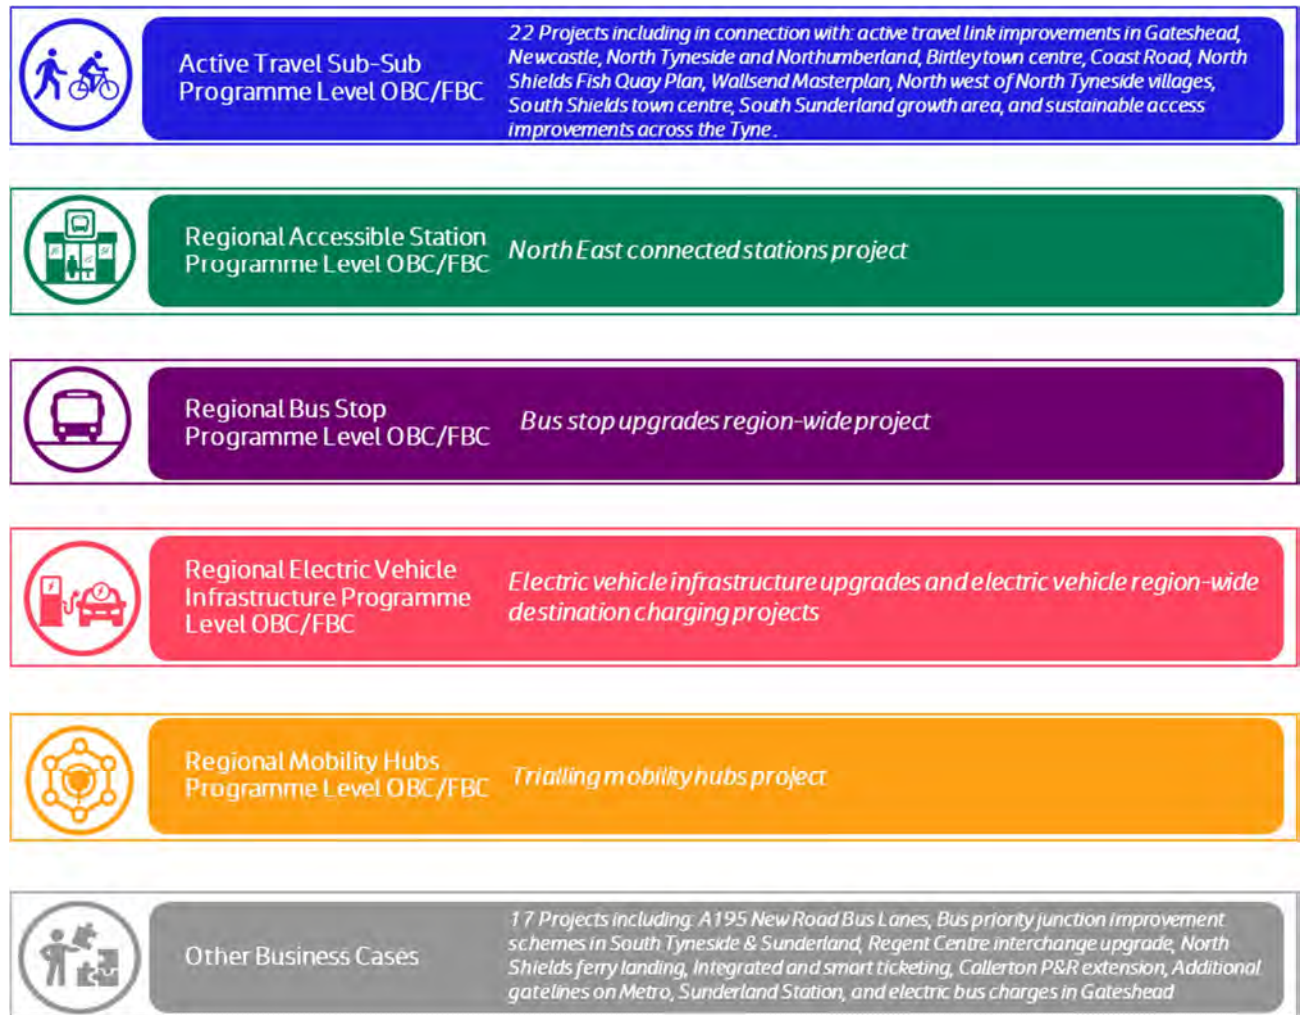 Active Travel Sub-Sub
Programme Level OBC/FBC
22 Projects including in connection with: active travel link improvements in Gateshead,
Newcastle, North Tyneside and Northumberland, Birtley town centre, Coast Road, North
Shields Fish Quay Plan, Wallsend Masterplan, North west of North Tyneside villages,
South Shields town centre, South Sunderland growth area, and sustainable access
improvements across the Tyne.
Regional Accessible Station
Programme Level OBC/FBC
North East connected stations project
Regional Bus Stop
Programme Level OBC/FBC
Bus stop upgrades region-wide project
Regional Electric Vehicle
Infrastructure Programme
Level OBC/FBC
Electric vehicle infrastructure upgrades and electric vehicle region-wide
destination charging projects
Regional Mobility Hubs
Programme Level OBC/FBC
Trialling mobility hubs project
Other Business Cases
17 Projects including: A195 New Road Bus Lanes, Bus priority junction improvement
schemes in South Tyneside & Sunderland, Regent Centre interchange upgrade, North
Shields ferry landing, Integrated and smart ticketing, Callerton P&R extension, Additional
gatelines on Metro, Sunderland Station, and electric bus charges in Gateshead